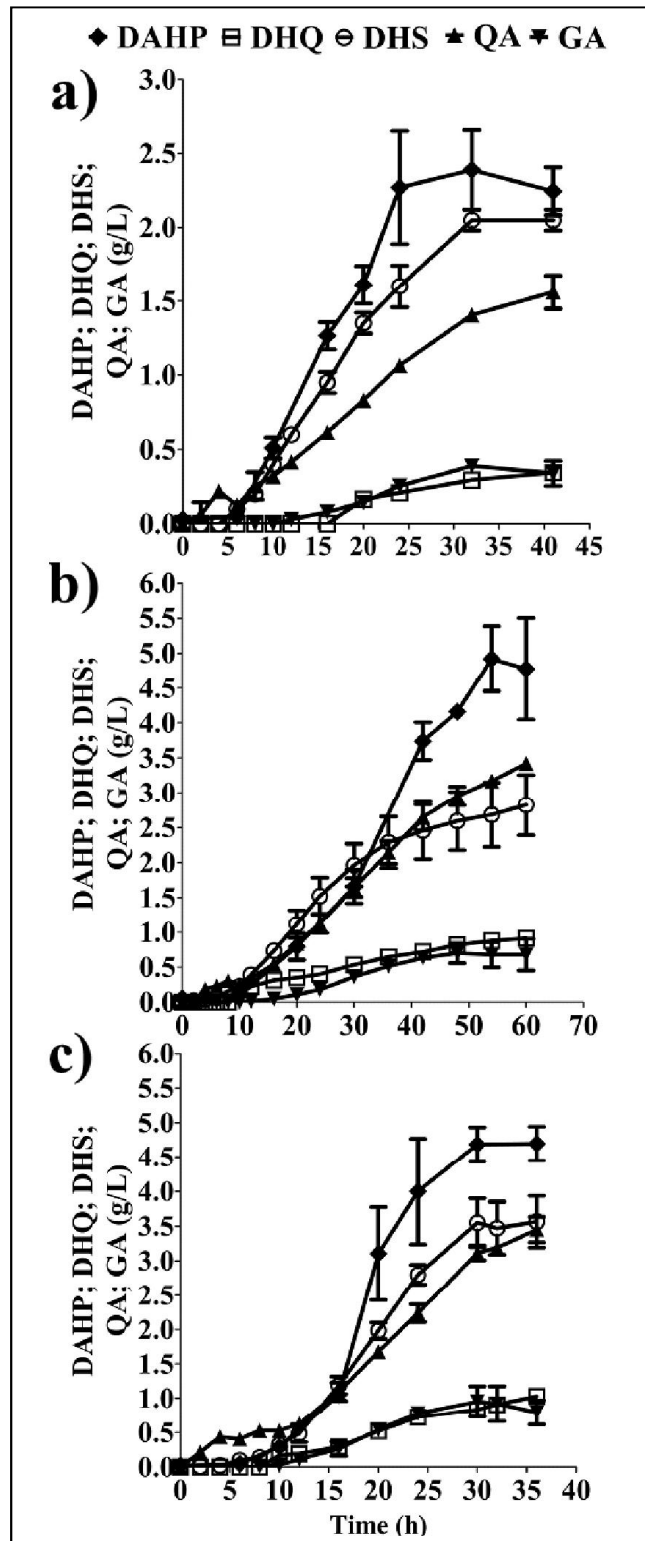 DAHP DHQ DHS QA GA
a)
DAHP; DHQ; DHS;
QA; GA (g/L)
3.0
2.5
2.0
1.5
1.0
0.5
0.0
0 5 10 15 20 25 30 35 40 45
b)
DAHP; DHQ; DHS;
QA; GA (g/L)
6.0
5.5
5.0
4.5
4.0
3.5
3.0
2.5
2.0
1.5
1.0
0.5
0.0
0 10 20 30 40 50 60 70
c)
DAHP; DHQ; DHS;
QA; GA (g/L)
6.0
5.5
5.0
4.5
4.0
3.5
3.0
2.5
2.0
1.5
1.0
0.5
0.0
0 5 10 15 20 25 30 35 40
Time (h)